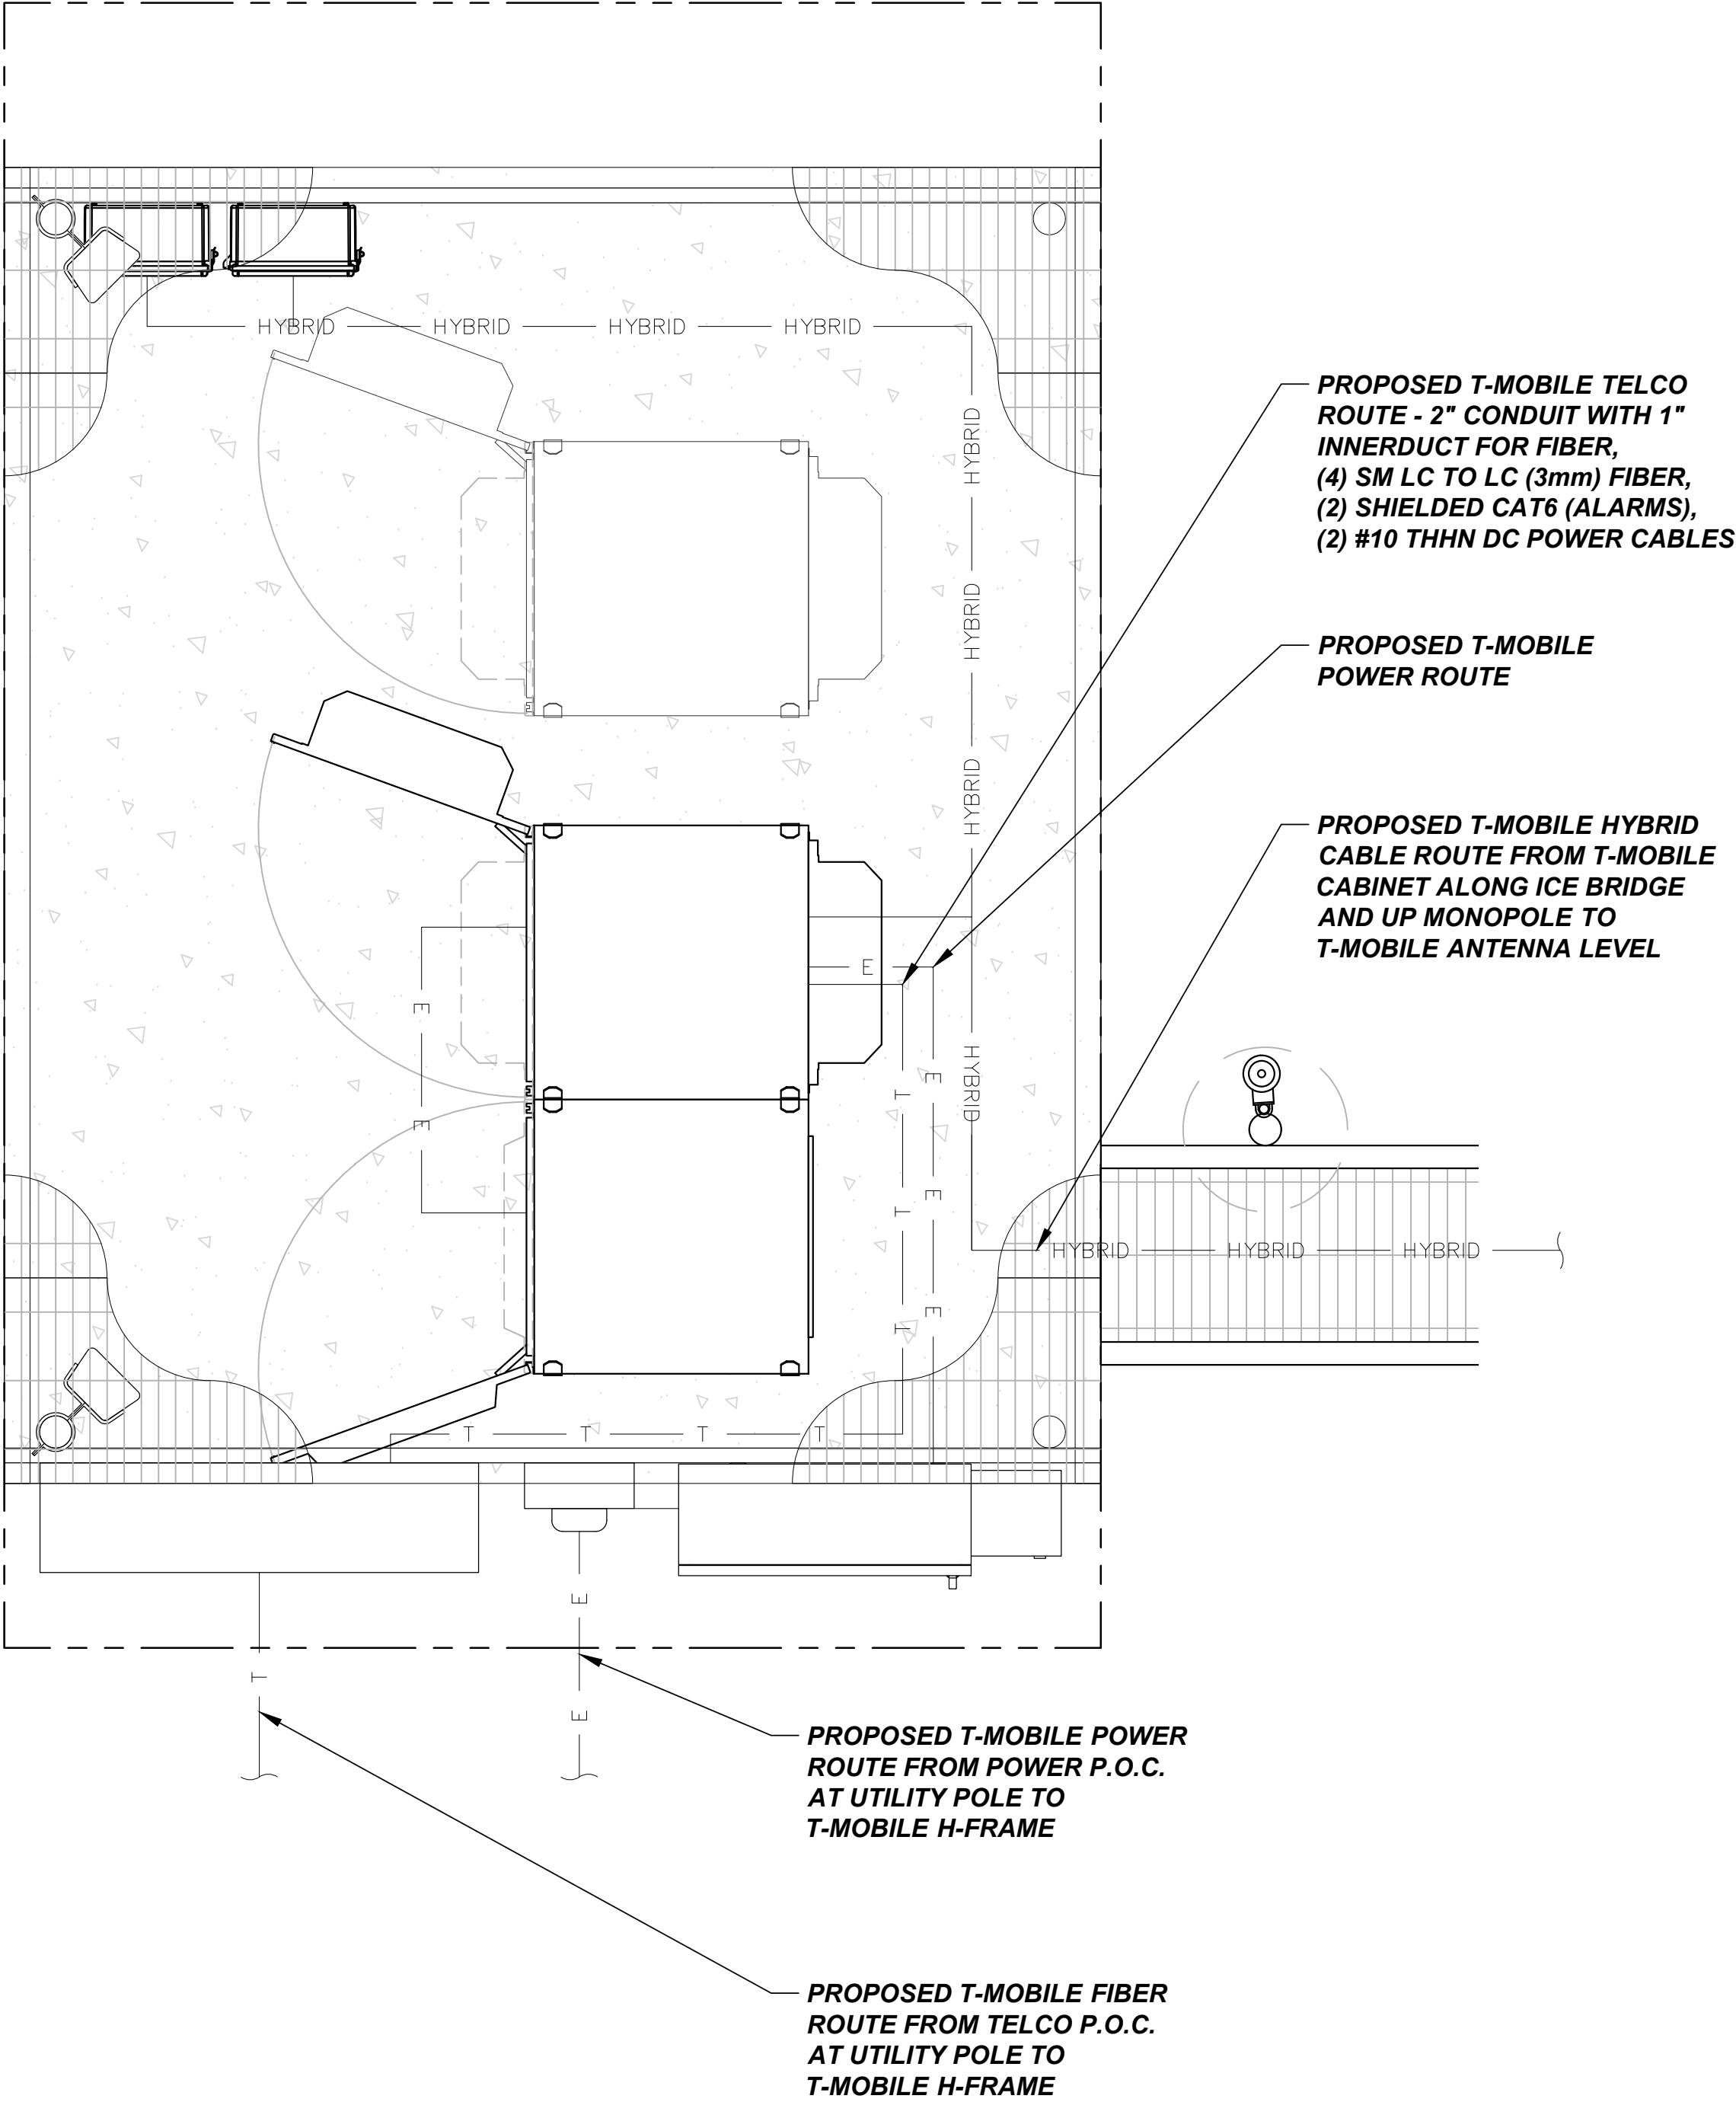 HYBRID HYBRID HYBRID HYBRID
HYBRID
HYBRID
HYBRID
HYBRID
PROPOSED T-MOBILE TELCO
ROUTE - 2" CONDUIT WITH 1"
INNERDUCT FOR FIBER,
(4) SM LC TO LC (3mm) FIBER,
(2) SHIELDED CAT6 (ALARMS),
(2) #10 THHN DC POWER CABLES
PROPOSED T-MOBILE
POWER ROUTE
PROPOSED T-MOBILE HYBRID
CABLE ROUTE FROM T-MOBILE
CABINET ALONG ICE BRIDGE
AND UP MONOPOLE TO
T-MOBILE ANTENNA LEVEL
E
E
E
E
E
E
T
T
T
HYBRID HYBRID HYBRID
T T T T
E
E
T
PROPOSED T-MOBILE POWER
ROUTE FROM POWER P.O.C.
AT UTILITY POLE TO
T-MOBILE H-FRAME
PROPOSED T-MOBILE FIBER
ROUTE FROM TELCO P.O.C.
AT UTILITY POLE TO
T-MOBILE H-FRAME